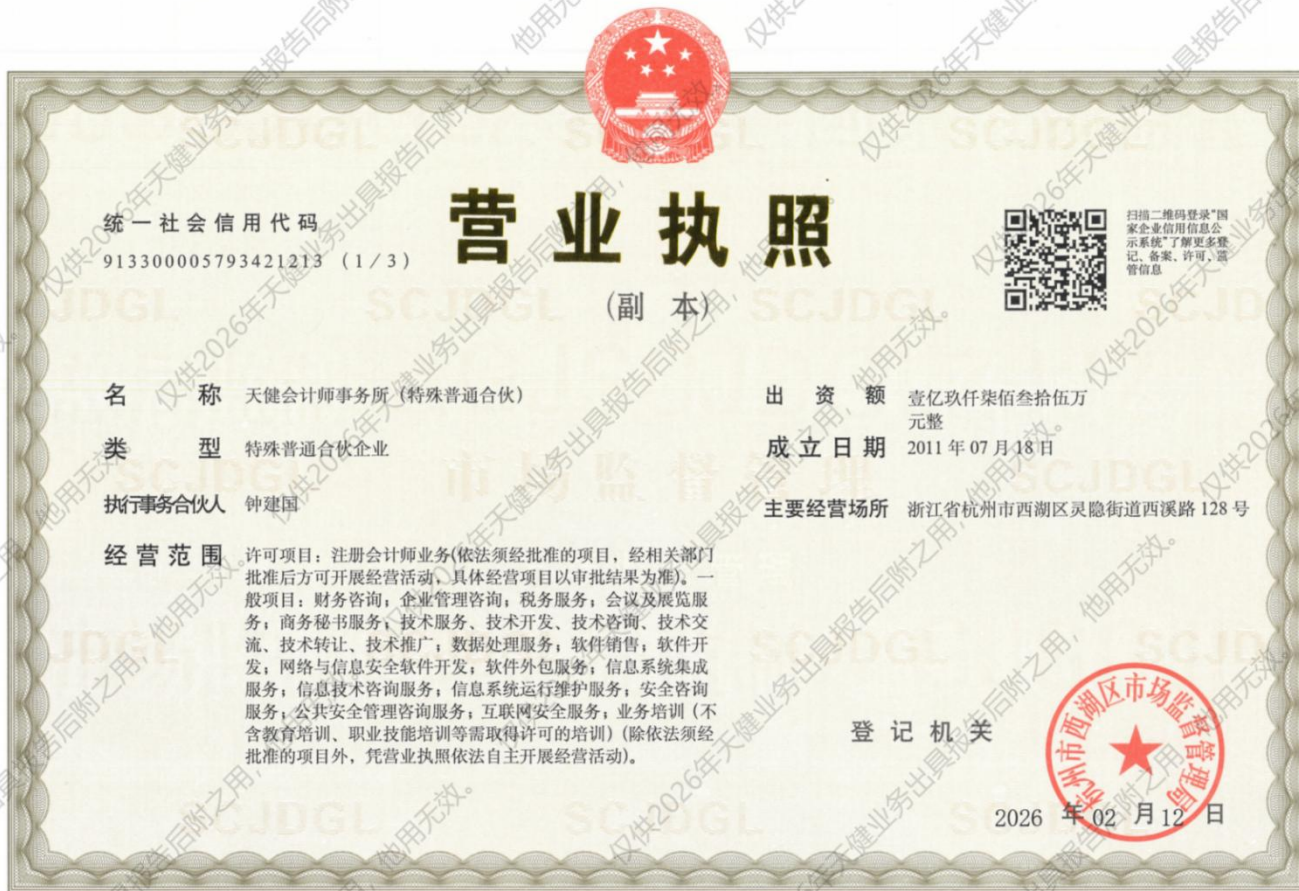 营业执照
(副 本)
统一社会信用代码
913300005793421213 (1/3)
扫描二维码登录“国
家企业信用信息公
示系统”了解更多登
记、备案、许可、监
管信息
名 称 天健会计师事务所(特殊普通合伙)
类 型 特殊普通合伙企业
执行事务合伙人 钟建国
经营范围 许可项目:注册会计师业务(依法须经批准的项目,经相关部门
批准后方可开展经营活动,具体经营项目以审批结果为准)。一
般项目:财务咨询;企业管理咨询;税务服务;会议及展览服
务;商务秘书服务;技术服务、技术开发、技术咨询、技术交
流、技术转让、技术推广;数据处理服务;软件销售;软件开
发;网络与信息安全软件开发;软件外包服务;信息系统集成
服务;信息技术咨询服务;信息系统运行维护服务;安全咨询
服务;公共安全管理咨询服务;互联网安全服务;业务培训(不
含教育培训、职业技能培训等需取得许可的培训)(除依法须经
批准的项目外,凭营业执照依法自主开展经营活动)。
出 资 额 壹亿玖仟柒佰叁拾伍万
元整
成立日期 2011年07月18日
主要经营场所 浙江省杭州市西湖区灵隐街道西溪路128号
登记机关
杭州市西湖区市场监督管理局
2026 年 02 月 12 日
仅供2026年天健业务出具报告后附之用,他用无效。
SCJDGL
市场监督管理